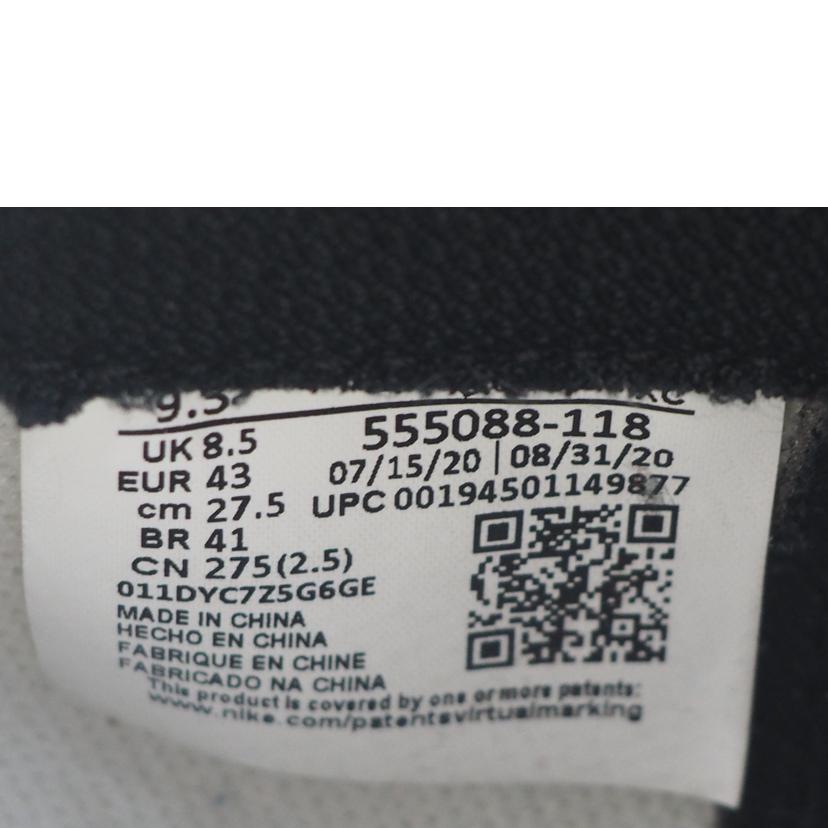 9.5
UK 8.5
EUR 43
cm 27.5
BR 41
CN 275(2.5)
555088-118
07/15/20 | 08/31/20
UPC 00194501149877
011DYC7Z5G6GE
MADE IN CHINA
HECHO EN CHINA
FABRIQUE EN CHINE
FABRICADO NA CHINA
This product is covered by one or more patents:
www.nike.com/patentsvirtualmarking